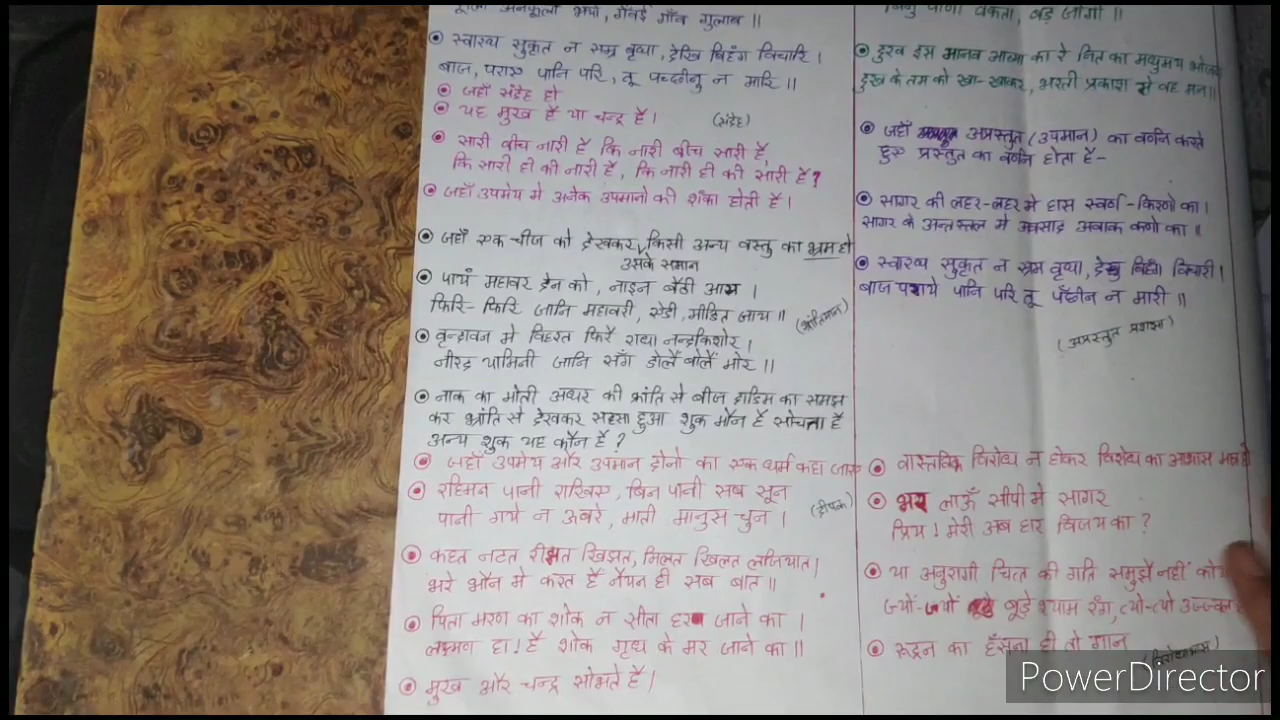 भयो, गँवई गाँव गुलाब ॥
स्वारथ सुकृत न स्रम वृथा, देखि बिहंग विचारि ।
बाज, पराए पानि परि, तू पच्छीनु न मारि ॥
जहाँ संदेह हो
यह मुख है या चन्द्र है । (संदेह)
सारी बीच नारी है कि नारी बीच सारी है,
कि सारी ही की नारी है, कि नारी ही की सारी है ?
जहाँ उपमेय मे अनेक उपमानो की शंका होती है ।
जहाँ एक चीज को देखकर किसी अन्य वस्तु का भ्रम हो
उसके समान
पायँ महावर देन को, नाइन बैठी आय ।
फिरि-फिरि जानि महावरी, एडी, मीडित जाय ॥ (भ्रांतिमान)
वृन्दावन मे विहरत फिरै राधा नन्दकिशोर ।
नीरद यामिनी जानि सँग डोलैं बोलैं मोर ॥
नाक का मोती अधर की क्रांति से बीज दाडिम का समझ
कर भ्रांति से देखकर सहसा हुआ शुक मौन है सोचता है
अन्य शुक यह कौन है ?
जहाँ उपमेय और उपमान दोनो का एक धर्म कहा जाए
रहिमन पानी राखिए, बिन पानी सब सून
पानी गये न ऊबरे, मोती मानुस चुन । (दीपक)
कहत नटत रीझत खिझत, मिलत खिलत लजियात ।
भरे भौन मे करत हैं नैयन ही सब बात ॥
पिता मरण का शोक न सीता हर जाने का ।
लक्ष्मण हा ! है शोक गृध्र के मर जाने का ॥
मुख और चन्द्र सोभते हैं ।
बिनु वाणी वकता, बड़ जोगी ॥
दुख इस मानव आत्मा का रे नित का मधुमय भोजन
दुख के तम को खा-खाकर, भरती प्रकाश से वह मन ॥
जहाँ अप्रस्तुत (उपमान) का वर्णन करते
हुए प्रस्तुत का वर्णन होता है -
सागर की लहर-लहर मे हास स्वर्ण-किरणो का ।
सागर के अन्तस्तल मे अवसाद अवाक कणो का ॥
स्वारथ सुकृत न स्रम वृथा, देखु बिहंग विचारी ।
बाज पराये पानि परि तू पँछीन न मारी ॥
(अप्रस्तुत प्रशंसा)
वास्तविक विरोध न होकर विरोध का आभास मात्र हो
भर लाऊँ सीपी मे सागर
प्रिय ! मेरी अब हार विजय का ?
या अनुरागी चित्त की गति समुझै नहीं कोय
ज्यों-ज्यों बूडे श्याम रँग, त्यो-त्यो उज्ज्वल
रूदन का हँसना ही तो गान
(विरोधाभास)
PowerDirector